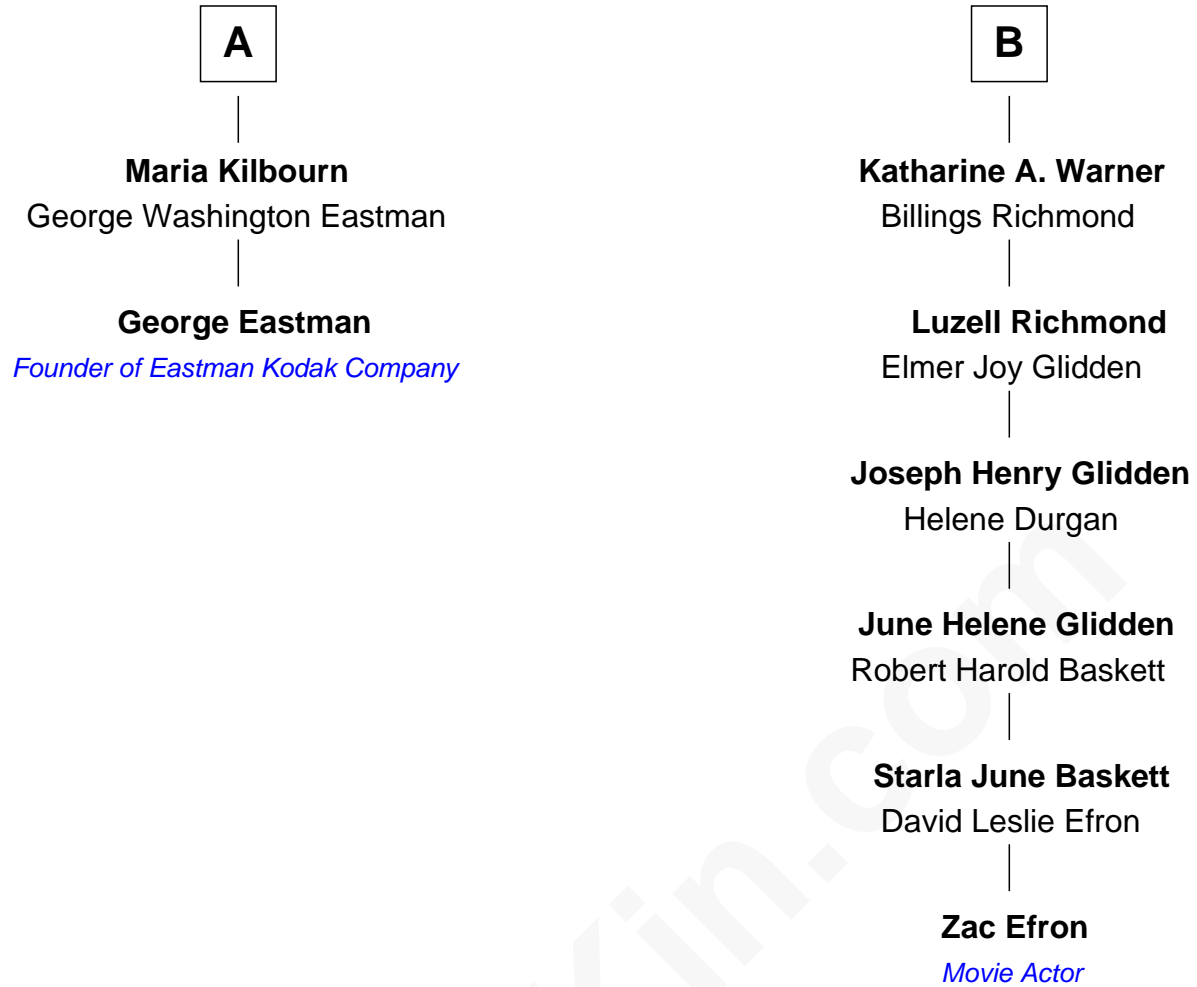 A
Maria Kilbourn
George Washington Eastman
George Eastman
Founder of Eastman Kodak Company
B
Katharine A. Warner
Billings Richmond
Luzell Richmond
Elmer Joy Glidden
Joseph Henry Glidden
Helene Durgan
June Helene Glidden
Robert Harold Baskett
Starla June Baskett
David Leslie Efron
Zac Efron
Movie Actor